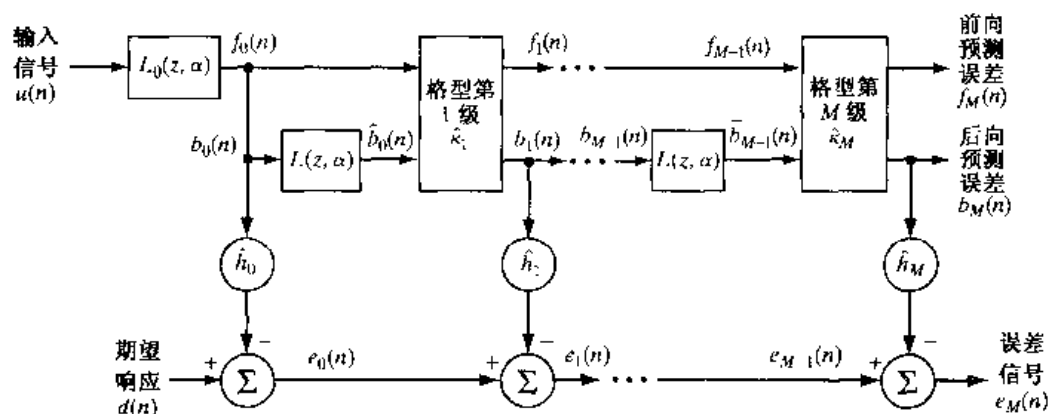 输入
信号
u(n)
L₀(z, α)
f₀(n)
f₁(n)
f_{M−1}(n)
前向
预测
误差
f_M(n)
格型第
1级
κ̂₁
格型第
M级
κ̂_M
b₀(n)
L(z, α)
b̂₀(n)
b₁(n)
b_{M−1}(n)
L(z, α)
b̄_{M−1}(n)
后向
预测
误差
b_M(n)
ĥ₀
ĥ₁
ĥ_M
期望
响应
d(n)
+
−
Σ
e₀(n)
+
−
Σ
e₁(n)
e_{M−1}(n)
+
−
Σ
误差
信号
e_M(n)